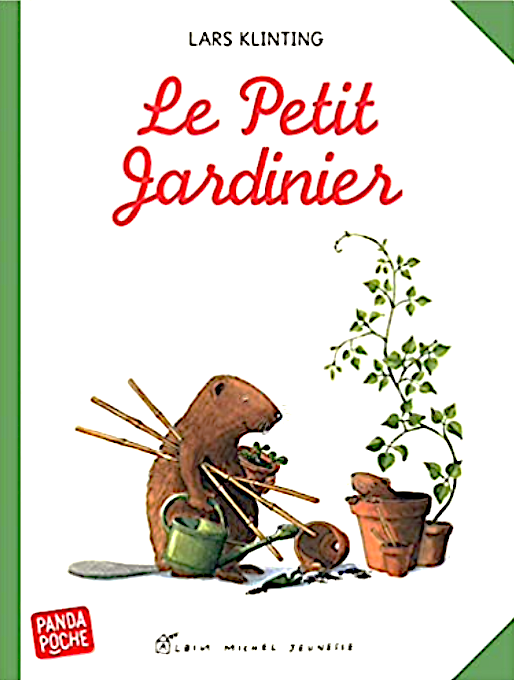 LARS KLINTING
Le Petit
Jardinier
PANDA
POCHE
ALBIN MICHEL JEUNESSE